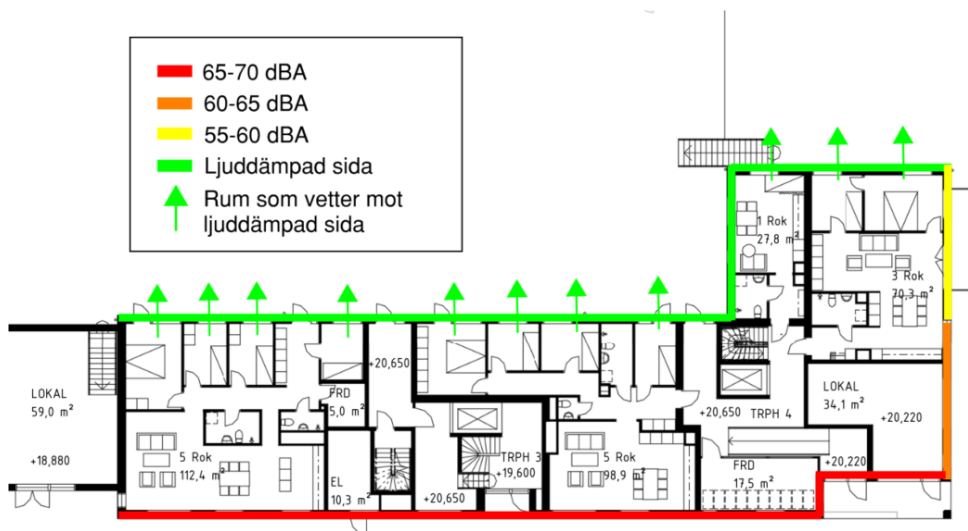 65-70 dBA
60-65 dBA
55-60 dBA
Ljuddämpad sida
Rum som vetter mot
ljuddämpad sida
1 Rok
27,8 m²
3 Rok
70,3 m²
+20,650
LOKAL
59,0 m²
+18,880
FRD
5,0 m²
5 Rok
112,4 m²
EL
10,3 m²
+20,650
TRPH 3
+19,600
5 Rok
98,9 m²
+20,650
TRPH 4
LOKAL
34,1 m²
+20,220
+20,220
FRD
17,5 m²